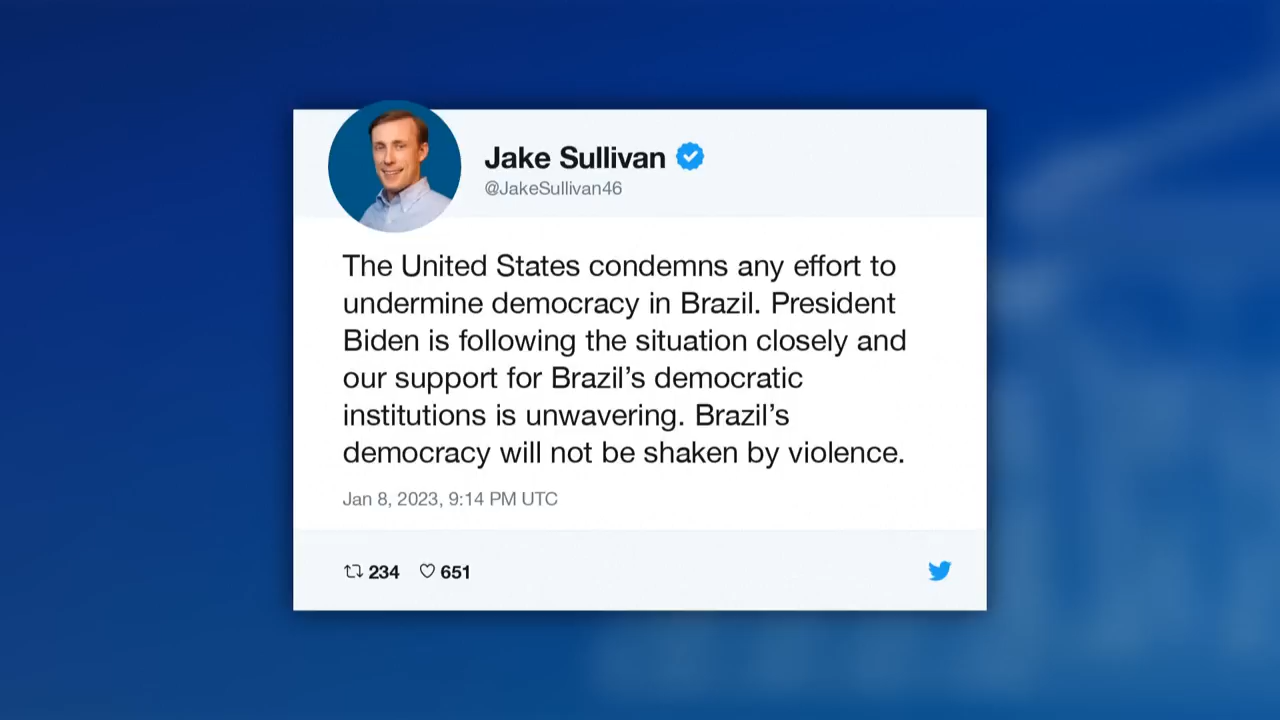 Jake Sullivan
@JakeSullivan46
The United States condemns any effort to
undermine democracy in Brazil. President
Biden is following the situation closely and
our support for Brazil’s democratic
institutions is unwavering. Brazil’s
democracy will not be shaken by violence.
Jan 8, 2023, 9:14 PM UTC
234 651